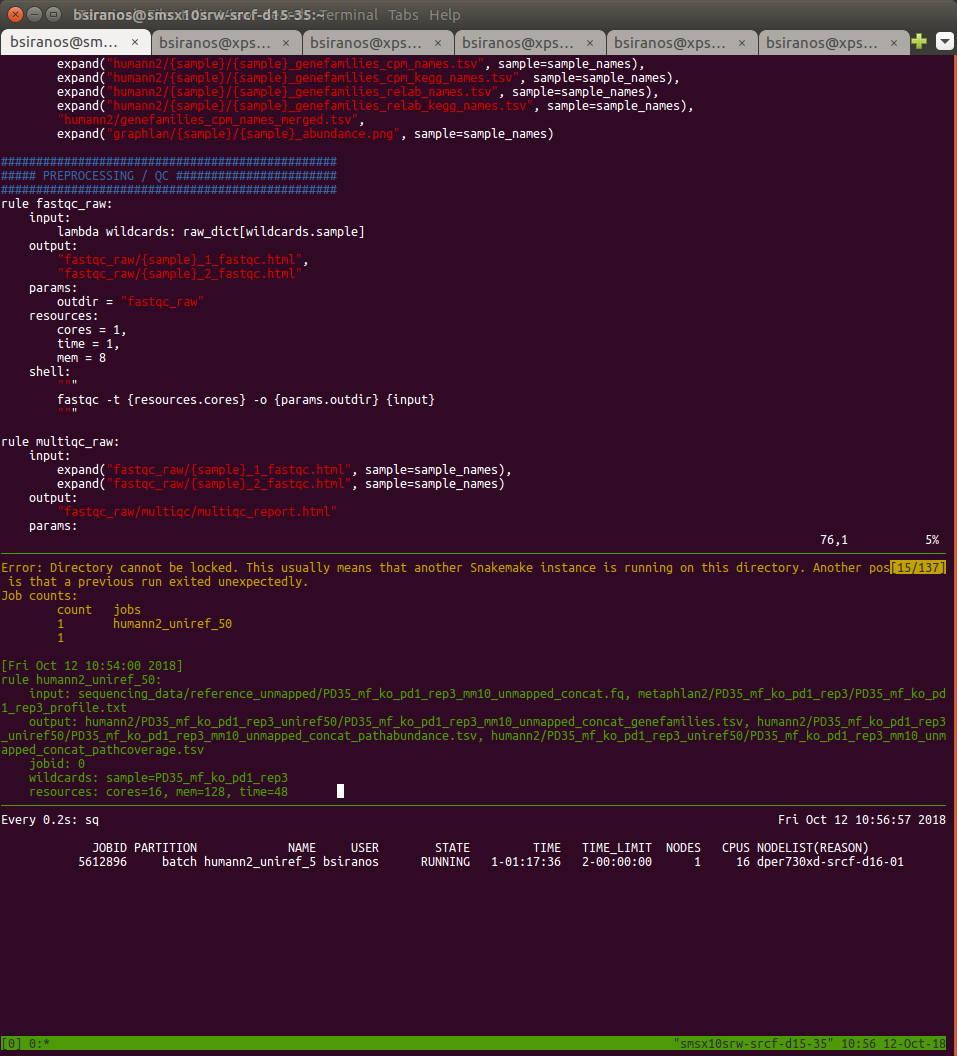 bsiranos@smsx10srw-srcf-d15-35:~ Terminal Tabs Help
bsiranos@sm... × bsiranos@xps... × bsiranos@xps... × bsiranos@xps... × bsiranos@xps... × bsiranos@xps... ×
        expand("humann2/{sample}/{sample}_genefamilies_cpm_names.tsv", sample=sample_names),
        expand("humann2/{sample}/{sample}_genefamilies_cpm_kegg_names.tsv", sample=sample_names),
        expand("humann2/{sample}/{sample}_genefamilies_relab_names.tsv", sample=sample_names),
        expand("humann2/{sample}/{sample}_genefamilies_relab_kegg_names.tsv", sample=sample_names),
        "humann2/genefamilies_cpm_names_merged.tsv",
        expand("graphlan/{sample}/{sample}_abundance.png", sample=sample_names)
################################################
##### PREPROCESSING / QC #######################
################################################
rule fastqc_raw:
    input:
        lambda wildcards: raw_dict[wildcards.sample]
    output:
        "fastqc_raw/{sample}_1_fastqc.html",
        "fastqc_raw/{sample}_2_fastqc.html"
    params:
        outdir = "fastqc_raw"
    resources:
        cores = 1,
        time = 1,
        mem = 8
    shell:
        """
        fastqc -t {resources.cores} -o {params.outdir} {input}
        """
rule multiqc_raw:
    input:
        expand("fastqc_raw/{sample}_1_fastqc.html", sample=sample_names),
        expand("fastqc_raw/{sample}_2_fastqc.html", sample=sample_names)
    output:
        "fastqc_raw/multiqc/multiqc_report.html"
    params:
76,1 5%
Error: Directory cannot be locked. This usually means that another Snakemake instance is running on this directory. Another pos[15/137]
 is that a previous run exited unexpectedly.
Job counts:
        count   jobs
        1       humann2_uniref_50
        1
[Fri Oct 12 10:54:00 2018]
rule humann2_uniref_50:
    input: sequencing_data/reference_unmapped/PD35_mf_ko_pd1_rep3_mm10_unmapped_concat.fq, metaphlan2/PD35_mf_ko_pd1_rep3/PD35_mf_ko_pd
1_rep3_profile.txt
    output: humann2/PD35_mf_ko_pd1_rep3_uniref50/PD35_mf_ko_pd1_rep3_mm10_unmapped_concat_genefamilies.tsv, humann2/PD35_mf_ko_pd1_rep3
_uniref50/PD35_mf_ko_pd1_rep3_mm10_unmapped_concat_pathabundance.tsv, humann2/PD35_mf_ko_pd1_rep3_uniref50/PD35_mf_ko_pd1_rep3_mm10_unm
apped_concat_pathcoverage.tsv
    jobid: 0
    wildcards: sample=PD35_mf_ko_pd1_rep3
    resources: cores=16, mem=128, time=48
Every 0.2s: sq Fri Oct 12 10:56:57 2018
JOBID PARTITION NAME USER STATE TIME TIME_LIMIT NODES CPUS NODELIST(REASON)
5612896 batch humann2_uniref_5 bsiranos RUNNING 1-01:17:36 2-00:00:00 1 16 dper730xd-srcf-d16-01
[0] 0:* "smsx10srw-srcf-d15-35" 10:56 12-Oct-18